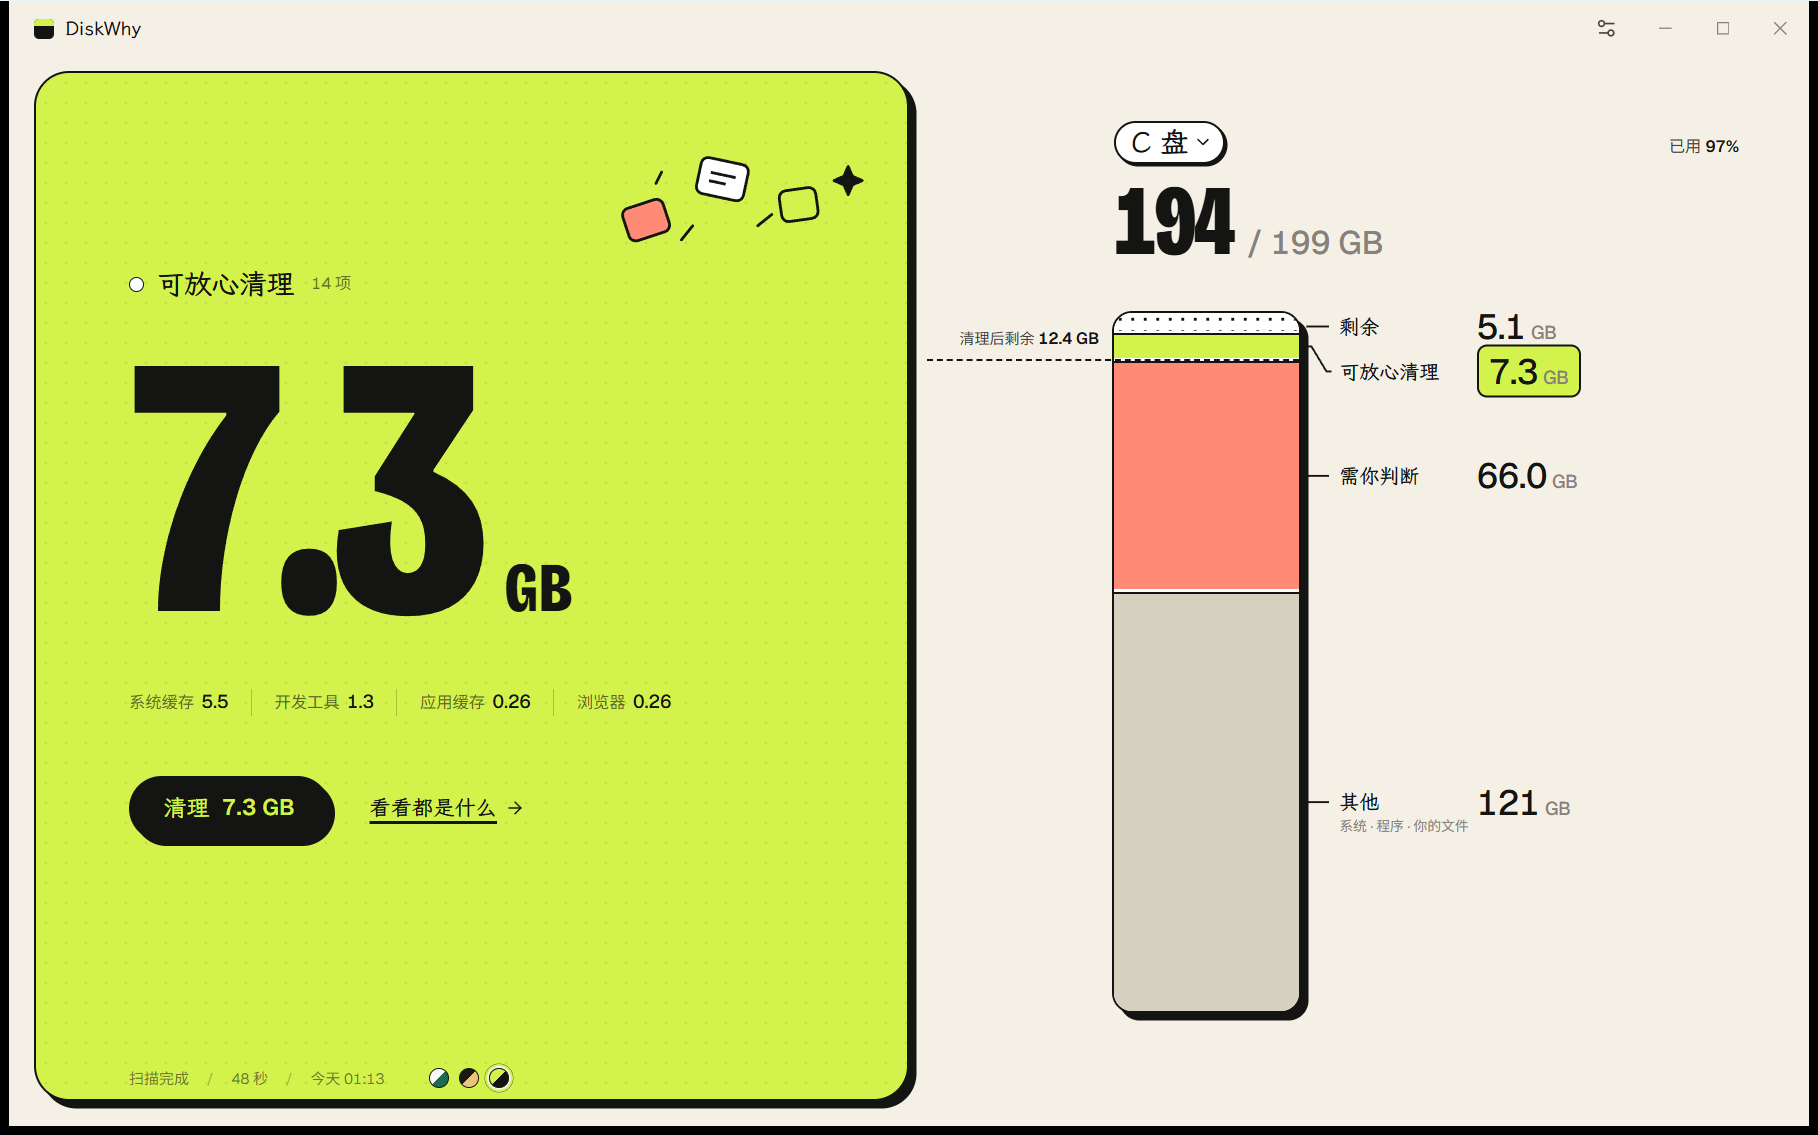 DiskWhy
可放心清理 14 项
7.3 GB
系统缓存 5.5 开发工具 1.3 应用缓存 0.26 浏览器 0.26
清理 7.3 GB 看看都是什么 →
扫描完成 / 48 秒 / 今天 01:13
C 盘
已用 97%
194 / 199 GB
清理后剩余 12.4 GB
剩余 5.1 GB
可放心清理 7.3 GB
需你判断 66.0 GB
其他 121 GB
系统 · 程序 · 你的文件